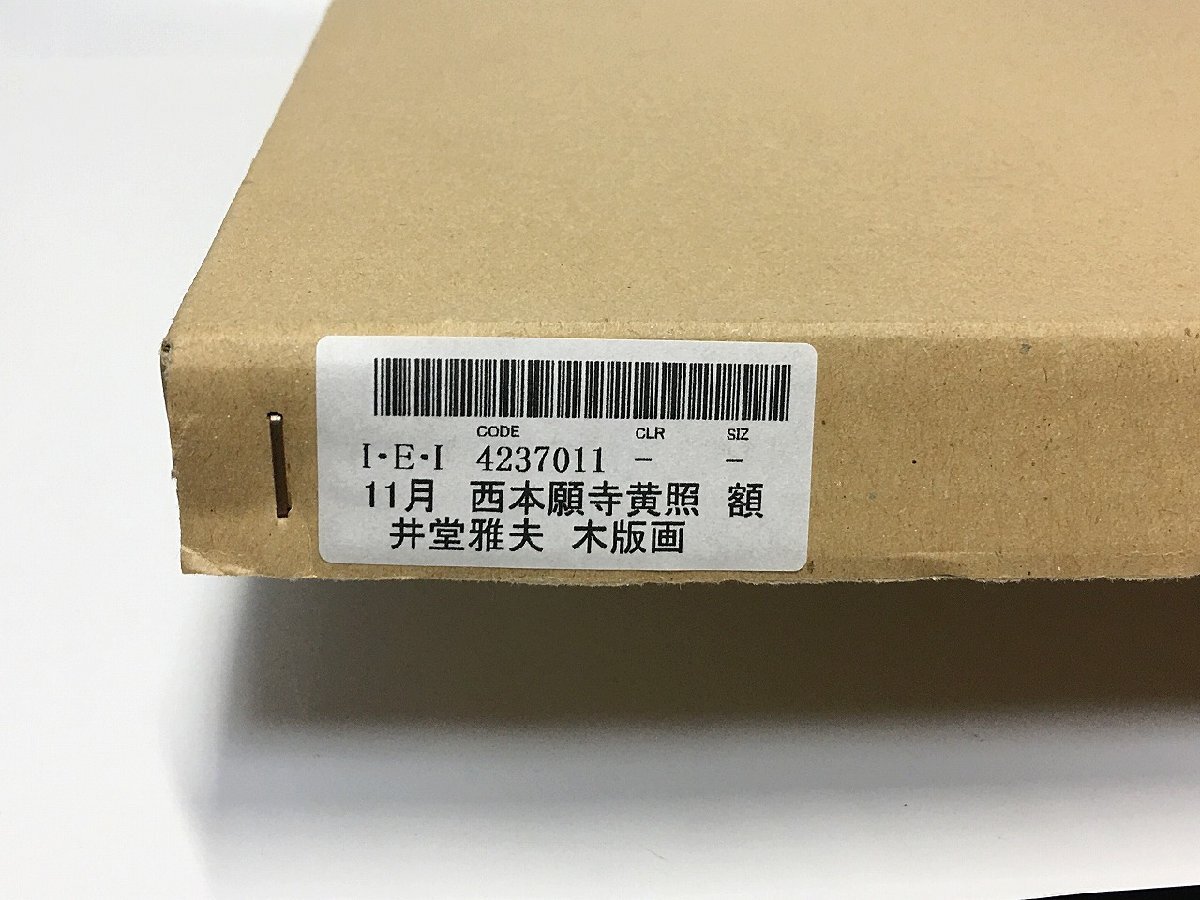 CODE CLR SIZ
I・E・I 4237011 - -
11月 西本願寺黄照 額
井堂雅夫 木版画